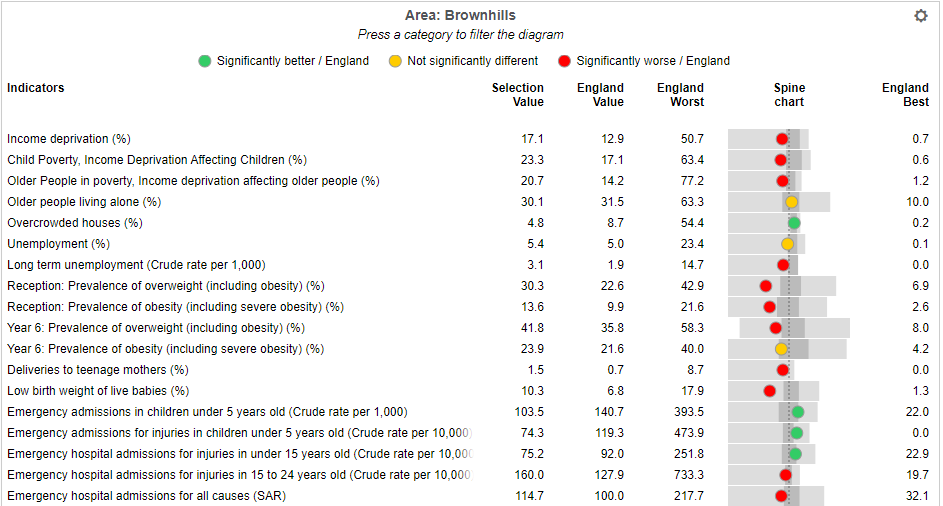 Area: Brownhills
Press a category to filter the diagram
Significantly better / England Not significantly different Significantly worse / England
Indicators Selection Value England Value England Worst Spine chart England Best
Income deprivation (%) 17.1 12.9 50.7 0.7
Child Poverty, Income Deprivation Affecting Children (%) 23.3 17.1 63.4 0.6
Older People in poverty, Income deprivation affecting older people (%) 20.7 14.2 77.2 1.2
Older people living alone (%) 30.1 31.5 63.3 10.0
Overcrowded houses (%) 4.8 8.7 54.4 0.2
Unemployment (%) 5.4 5.0 23.4 0.1
Long term unemployment (Crude rate per 1,000) 3.1 1.9 14.7 0.0
Reception: Prevalence of overweight (including obesity) (%) 30.3 22.6 42.9 6.9
Reception: Prevalence of obesity (including severe obesity) (%) 13.6 9.9 21.6 2.6
Year 6: Prevalence of overweight (including obesity) (%) 41.8 35.8 58.3 8.0
Year 6: Prevalence of obesity (including severe obesity) (%) 23.9 21.6 40.0 4.2
Deliveries to teenage mothers (%) 1.5 0.7 8.7 0.0
Low birth weight of live babies (%) 10.3 6.8 17.9 1.3
Emergency admissions in children under 5 years old (Crude rate per 1,000) 103.5 140.7 393.5 22.0
Emergency admissions for injuries in children under 5 years old (Crude rate per 10,000 74.3 119.3 473.9 0.0
Emergency hospital admissions for injuries in under 15 years old (Crude rate per 10,000 75.2 92.0 251.8 22.9
Emergency hospital admissions for injuries in 15 to 24 years old (Crude rate per 10,000 160.0 127.9 733.3 19.7
Emergency hospital admissions for all causes (SAR) 114.7 100.0 217.7 32.1